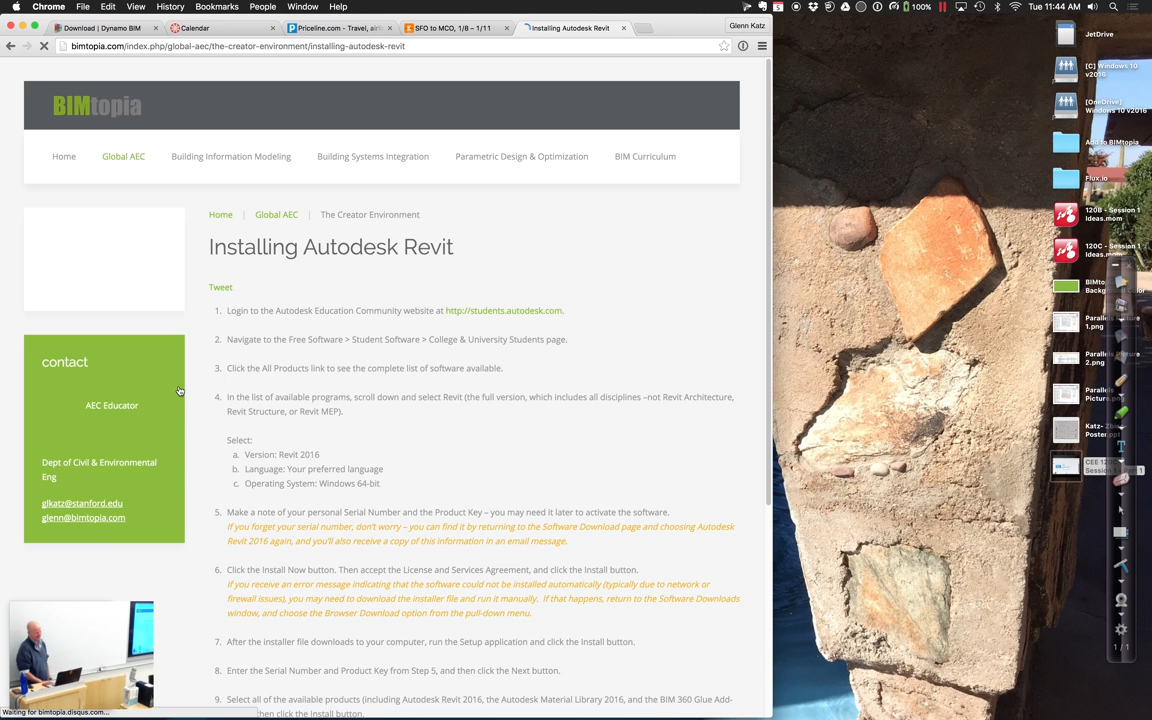 Chrome File Edit View History Bookmarks People Window Help
100% Tue 11:44 AM
Download | Dynamo BIM
Calendar
Priceline.com - Travel, airf
SFO to MCO, 1/8 – 1/11
Installing Autodesk Revit
Glenn Katz
bimtopia.com/index.php/global-aec/the-creator-environment/installing-autodesk-revit
BIMtopia
Home Global AEC Building Information Modeling Building Systems Integration Parametric Design & Optimization BIM Curriculum
Home | Global AEC | The Creator Environment
Installing Autodesk Revit
Tweet
1. Login to the Autodesk Education Community website at http://students.autodesk.com.
2. Navigate to the Free Software > Student Software > College & University Students page.
3. Click the All Products link to see the complete list of software available.
4. In the list of available programs, scroll down and select Revit (the full version, which includes all disciplines –not Revit Architecture,
Revit Structure, or Revit MEP).
Select:
a. Version: Revit 2016
b. Language: Your preferred language
c. Operating System: Windows 64-bit
5. Make a note of your personal Serial Number and the Product Key – you may need it later to activate the software.
If you forget your serial number, don't worry – you can find it by returning to the Software Download page and choosing Autodesk
Revit 2016 again, and you'll also receive a copy of this information in an email message.
6. Click the Install Now button. Then accept the License and Services Agreement, and click the Install button.
If you receive an error message indicating that the software could not be installed automatically (typically due to network or
firewall issues), you may need to download the installer file and run it manually. If that happens, return to the Software Downloads
window, and choose the Browser Download option from the pull-down menu.
7. After the installer file downloads to your computer, run the Setup application and click the Install button.
8. Enter the Serial Number and Product Key from Step 5, and then click the Next button.
9. Select all of the available products (including Autodesk Revit 2016, the Autodesk Material Library 2016, and the BIM 360 Glue Add-
then click the Install button.
contact
AEC Educator
Dept of Civil & Environmental
Eng
glkatz@stanford.edu
glenn@bimtopia.com
Waiting for bimtopia.disqus.com...
JetDrive
[C] Windows 10
v2016
[OneDrive]
Windows 10 v2016
Add to BIMtopia
Flux.io
120B - Session 1
Ideas.mom
120C - Session 1
Ideas.mom
Parallels Picture
1.png
Parallels Picture
2.png
Picture.png
Poster.ppt
1 / 1